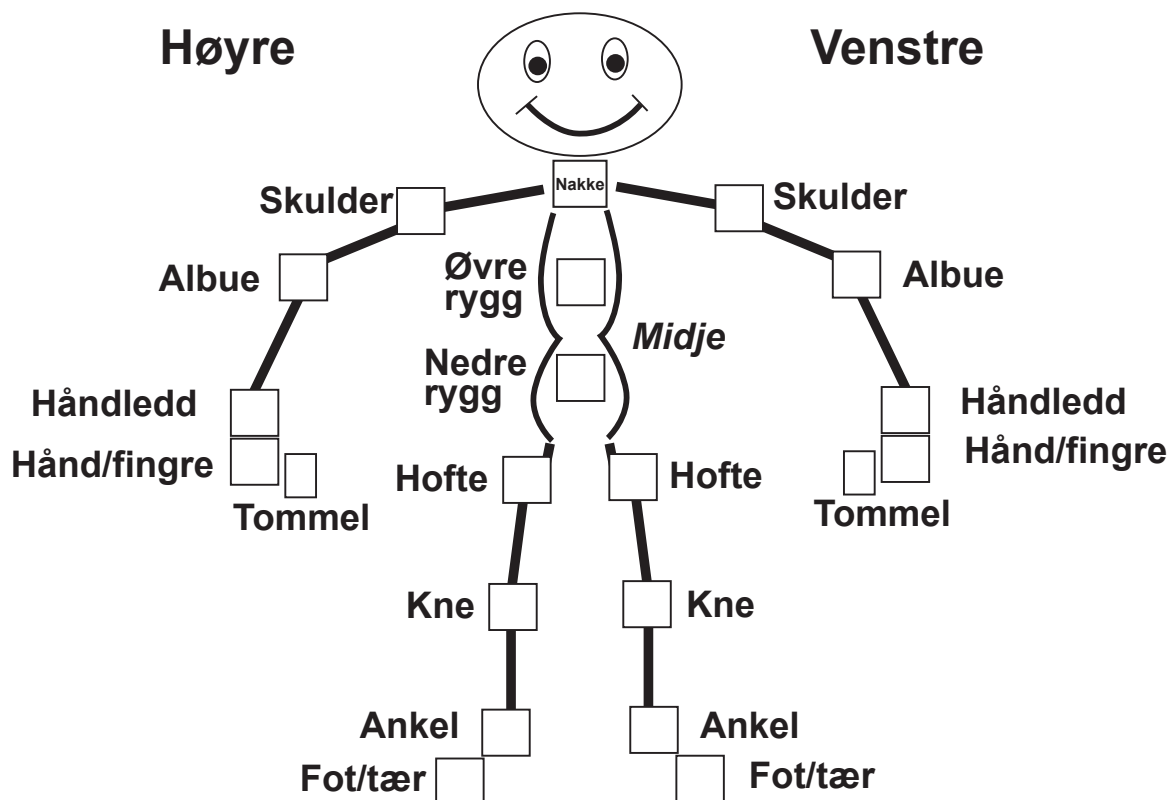 Høyre
Venstre
Nakke
Skulder
Skulder
Albue
Øvre
rygg
Albue
Midje
Nedre
rygg
Håndledd
Håndledd
Hånd/fingre
Hånd/fingre
Hofte
Hofte
Tommel
Tommel
Kne
Kne
Ankel
Ankel
Fot/tær
Fot/tær